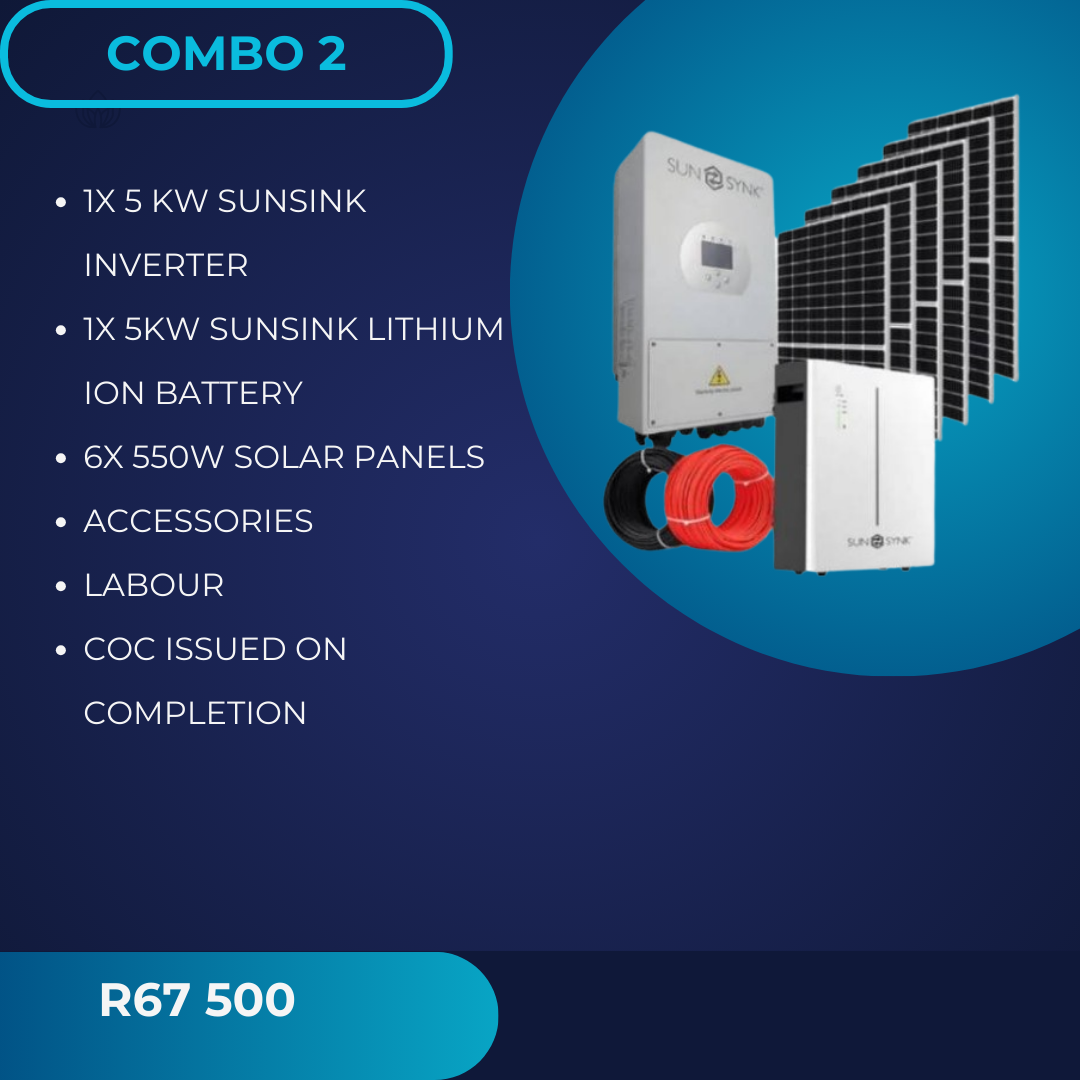 COMBO 2
1X 5 KW SUNSINK
INVERTER
1X 5KW SUNSINK LITHIUM
ION BATTERY
6X 550W SOLAR PANELS
ACCESSORIES
LABOUR
COC ISSUED ON
COMPLETION
SUN SYNK
SUN SYNK
R67 500